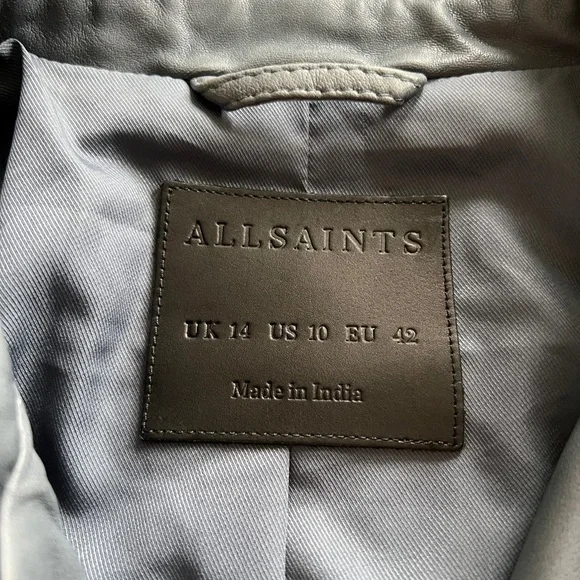 ALLSAINTS
UK 14 US 10 EU 42
Made in India